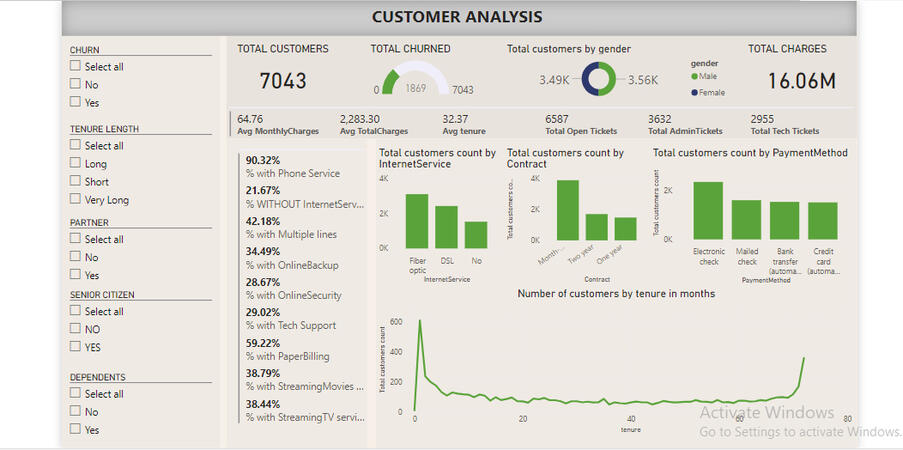 CUSTOMER ANALYSIS
CHURN
Select all
No
Yes
TENURE LENGTH
Select all
Long
Short
Very Long
PARTNER
Select all
No
Yes
SENIOR CITIZEN
Select all
NO
YES
DEPENDENTS
Select all
No
Yes
TOTAL CUSTOMERS
7043
TOTAL CHURNED
0
1869
7043
Total customers by gender
3.49K
3.56K
gender
Male
Female
TOTAL CHARGES
16.06M
64.76
Avg MonthlyCharges
2,283.30
Avg TotalCharges
32.37
Avg tenure
6587
Total Open Tickets
3632
Total AdminTickets
2955
Total Tech Tickets
90.32%
% with Phone Service
21.67%
% WITHOUT InternetServ...
42.18%
% with Multiple lines
34.49%
% with OnlineBackup
28.67%
% with OnlineSecurity
29.02%
% with Tech Support
59.22%
% with PaperBilling
38.79%
% with StreamingMovies ...
38.44%
% with StreamingTV servi...
Total customers count by
InternetService
4K
2K
0K
Fiber
optic
DSL
No
InternetService
Total customers count by
Contract
Total customers co...
4K
2K
0K
Month-...
Two year
One year
Contract
Total customers count by PaymentMethod
Total customers count
2K
0K
Electronic
check
Mailed
check
Bank
transfer
(automa...
Credit
card
(automa...
PaymentMethod
Number of customers by tenure in months
Total customers count
600
400
200
0
0
20
40
60
80
tenure
Activate Windows
Go to Settings to activate Windows.